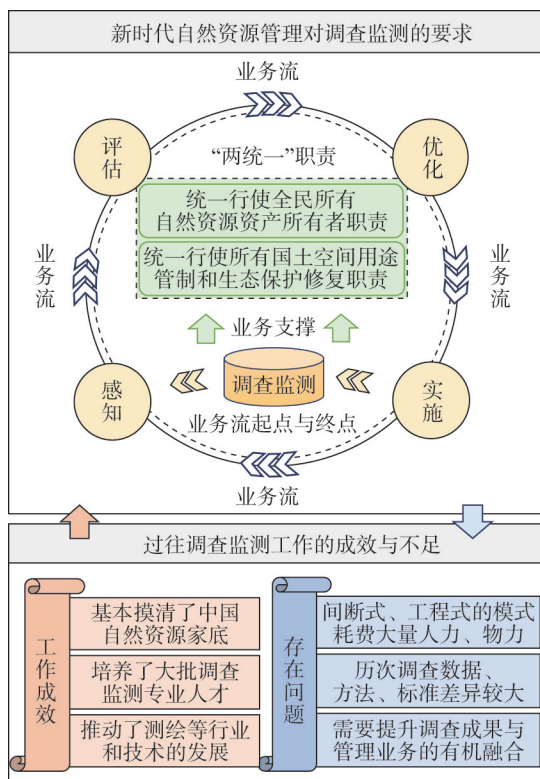 新时代自然资源管理对调查监测的要求
业务流
评估
优化
“两统一”职责
统一行使全民所有
自然资源资产所有者职责
统一行使所有国土空间用途
管制和生态保护修复职责
业务流
业务流
业务支撑
调查监测
感知
实施
业务流起点与终点
业务流
过往调查监测工作的成效与不足
工作成效
基本摸清了中国
自然资源家底
培养了大批调查
监测专业人才
推动了测绘等行业
和技术的发展
存在问题
间断式、工程式的模式
耗费大量人力、物力
历次调查数据、
方法、标准差异较大
需要提升调查成果与
管理业务的有机融合